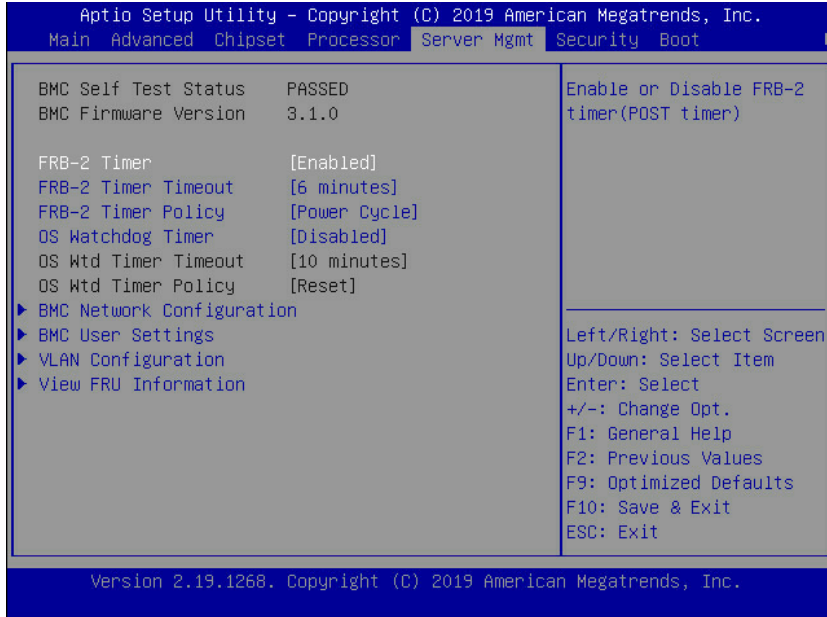 Aptio Setup Utility – Copyright (C) 2019 American Megatrends, Inc.
Main Advanced Chipset Processor Server Mgmt Security Boot
BMC Self Test Status PASSED
BMC Firmware Version 3.1.0
FRB-2 Timer [Enabled]
FRB-2 Timer Timeout [6 minutes]
FRB-2 Timer Policy [Power Cycle]
OS Watchdog Timer [Disabled]
OS Wtd Timer Timeout [10 minutes]
OS Wtd Timer Policy [Reset]
BMC Network Configuration
BMC User Settings
VLAN Configuration
View FRU Information
Enable or Disable FRB-2
timer(POST timer)
Left/Right: Select Screen
Up/Down: Select Item
Enter: Select
+/-: Change Opt.
F1: General Help
F2: Previous Values
F9: Optimized Defaults
F10: Save & Exit
ESC: Exit
Version 2.19.1268. Copyright (C) 2019 American Megatrends, Inc.